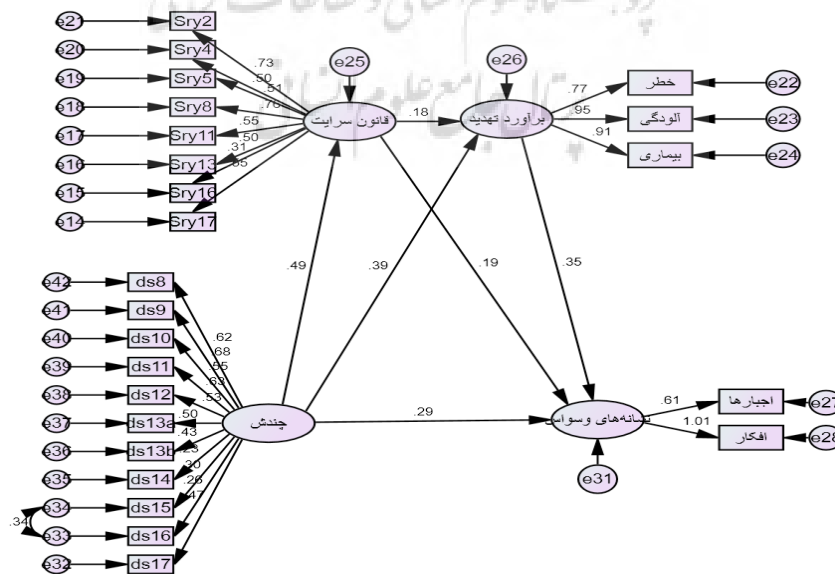 e21
Sry2
e20
Sry4
e19
Sry5
e18
Sry8
e17
Sry11
e16
Sry13
e15
Sry16
e14
Sry17
.73
.50
.51
.76
.55
.50
.31
e25
قانون سرایت
.18
e26
برآورد تهدید
.77
.95
.91
خطر
e22
آلودگی
e23
بیماری
e24
.49
.39
.19
.35
e42
ds8
e41
ds9
e40
ds10
e39
ds11
e38
ds12
e37
ds13a
e36
ds13b
e35
ds14
e34
ds15
e33
ds16
e32
ds17
.34
.62
.68
.55
.63
.53
.50
.43
.23
.30
.26
.47
چندش
.29
نشانه‌های وسواس
e31
.61
1.01
اجبارها
e27
افکار
e28